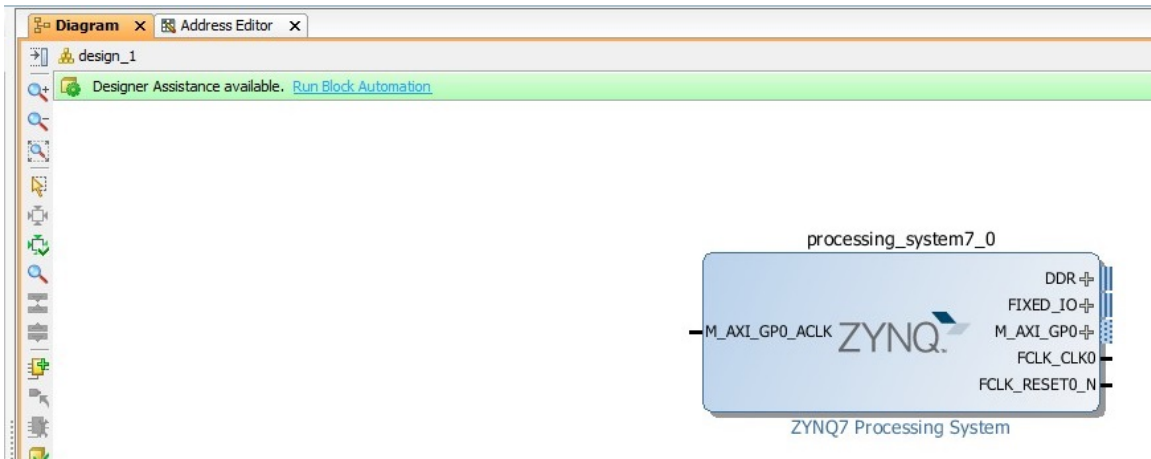 Diagram X Address Editor X
design_1
Designer Assistance available. Run Block Automation
processing_system7_0
DDR
FIXED_IO
M_AXI_GP0_ACLK ZYNQ. M_AXI_GP0
FCLK_CLK0
FCLK_RESET0_N
ZYNQ7 Processing System